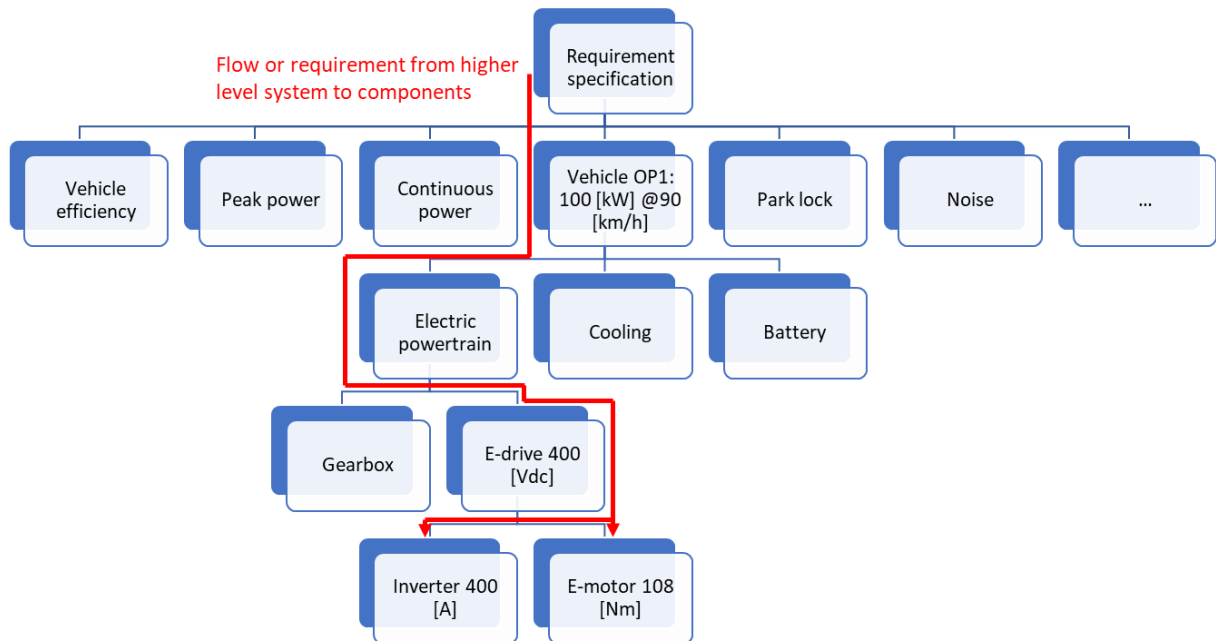 Flow or requirement from higher
level system to components
Requirement
specification
Vehicle
efficiency
Peak power
Continuous
power
Vehicle OP1:
100 [kW] @90
[km/h]
Park lock
Noise
...
Electric
powertrain
Cooling
Battery
Gearbox
E-drive 400
[Vdc]
Inverter 400
[A]
E-motor 108
[Nm]